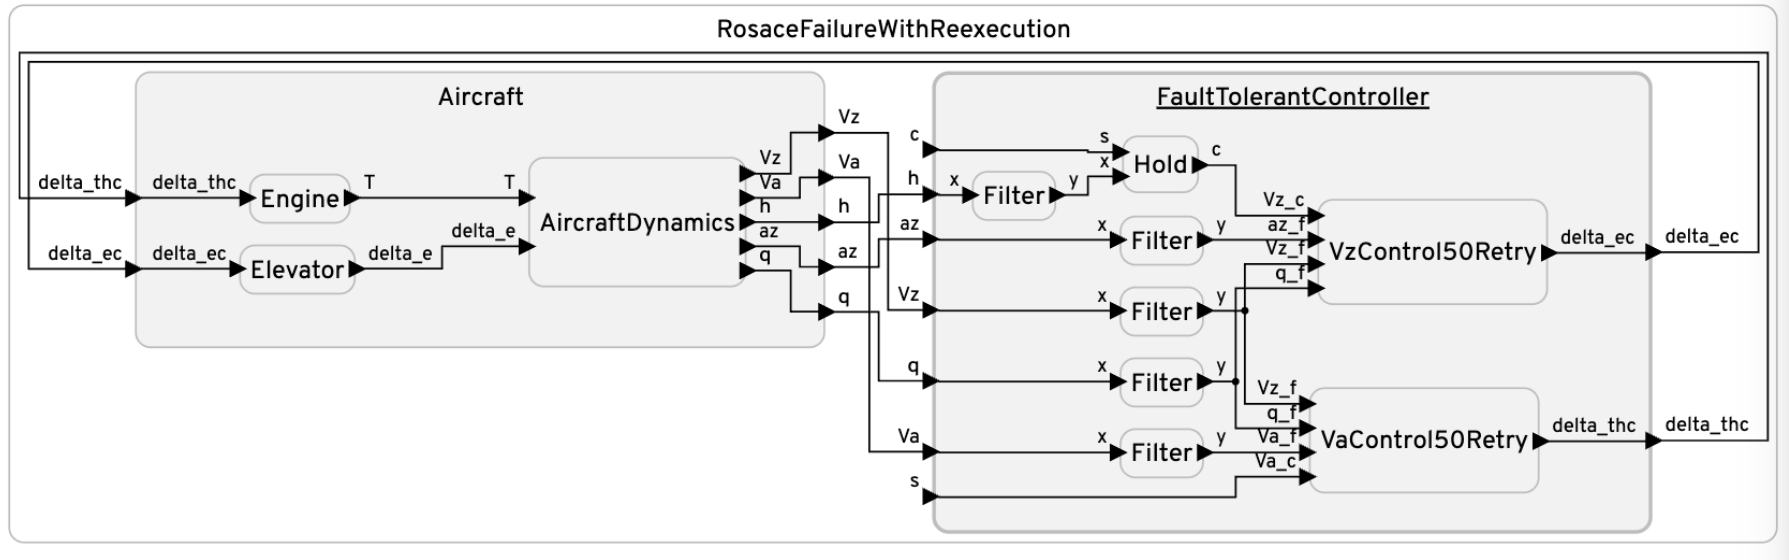 RosaceFailureWithReexecution
Aircraft
delta_thc
delta_thc
Engine
T
T
delta_ec
delta_ec
Elevator
delta_e
delta_e
AircraftDynamics
Vz
Va
h
az
q
Vz
Va
h
az
q
FaultTolerantController
c
h
az
Vz
q
Va
s
x
Filter
y
s
x
Hold
c
x
Filter
y
x
Filter
y
x
Filter
y
x
Filter
y
Vz_c
az_f
Vz_f
q_f
VzControl50Retry
delta_ec
delta_ec
Vz_f
q_f
Va_f
Va_c
VaControl50Retry
delta_thc
delta_thc